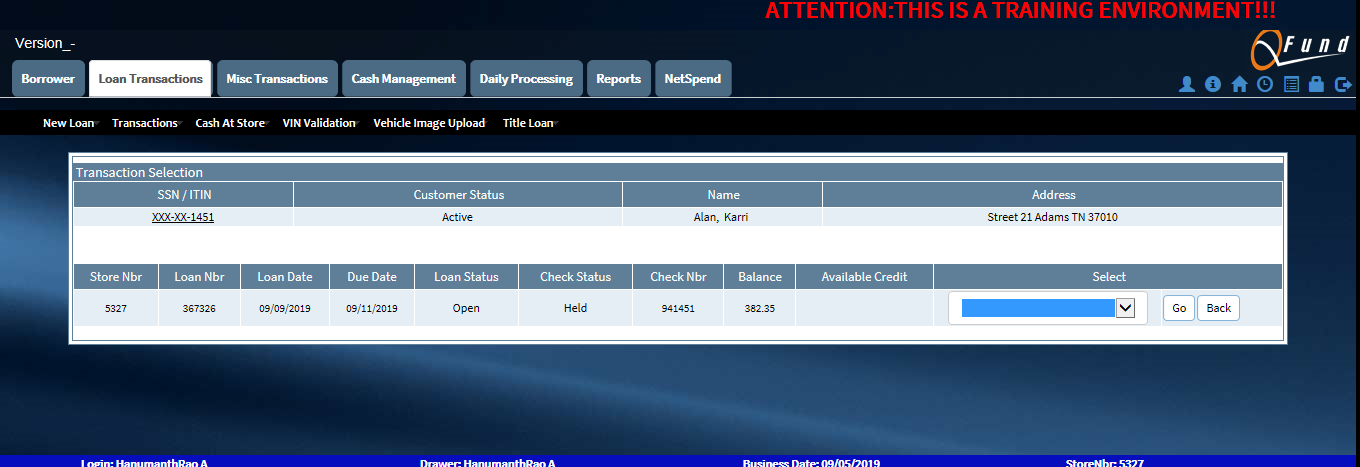 ATTENTION:THIS IS A TRAINING ENVIRONMENT!!!
Version_-
QFund
Borrower Loan Transactions Misc Transactions Cash Management Daily Processing Reports NetSpend
New Loan Transactions Cash At Store VIN Validation Vehicle Image Upload Title Loan
Transaction Selection
SSN / ITIN Customer Status Name Address
XXX-XX-1451 Active Alan, Karri Street 21 Adams TN 37010
Store Nbr Loan Nbr Loan Date Due Date Loan Status Check Status Check Nbr Balance Available Credit Select
5327 367326 09/09/2019 09/11/2019 Open Held 941451 382.35 Go Back
Login: HanumanthRao A Drawer: HanumanthRao A Business Date: 09/05/2019 StoreNbr: 5327